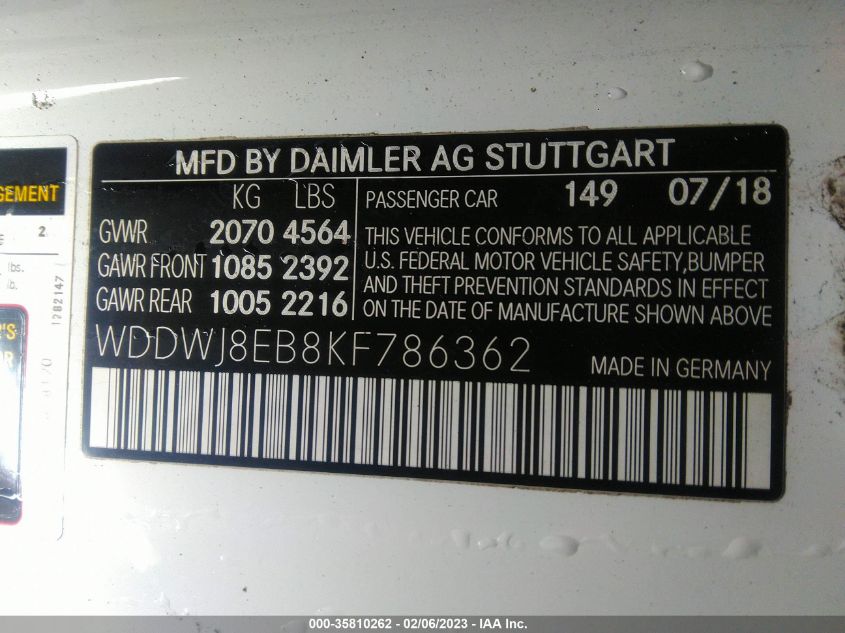 MFD BY DAIMLER AG STUTTGART
KG LBS
PASSENGER CAR 149 07/18
GVWR 2070 4564
GAWR FRONT 1085 2392
GAWR REAR 1005 2216
THIS VEHICLE CONFORMS TO ALL APPLICABLE
U.S. FEDERAL MOTOR VEHICLE SAFETY,BUMPER
AND THEFT PREVENTION STANDARDS IN EFFECT
ON THE DATE OF MANUFACTURE SHOWN ABOVE
WDDWJ8EB8KF786362
MADE IN GERMANY
GEMENT
2
lbs.
lb.
1282147
000-35810262 - 02/06/2023 - IAA Inc.